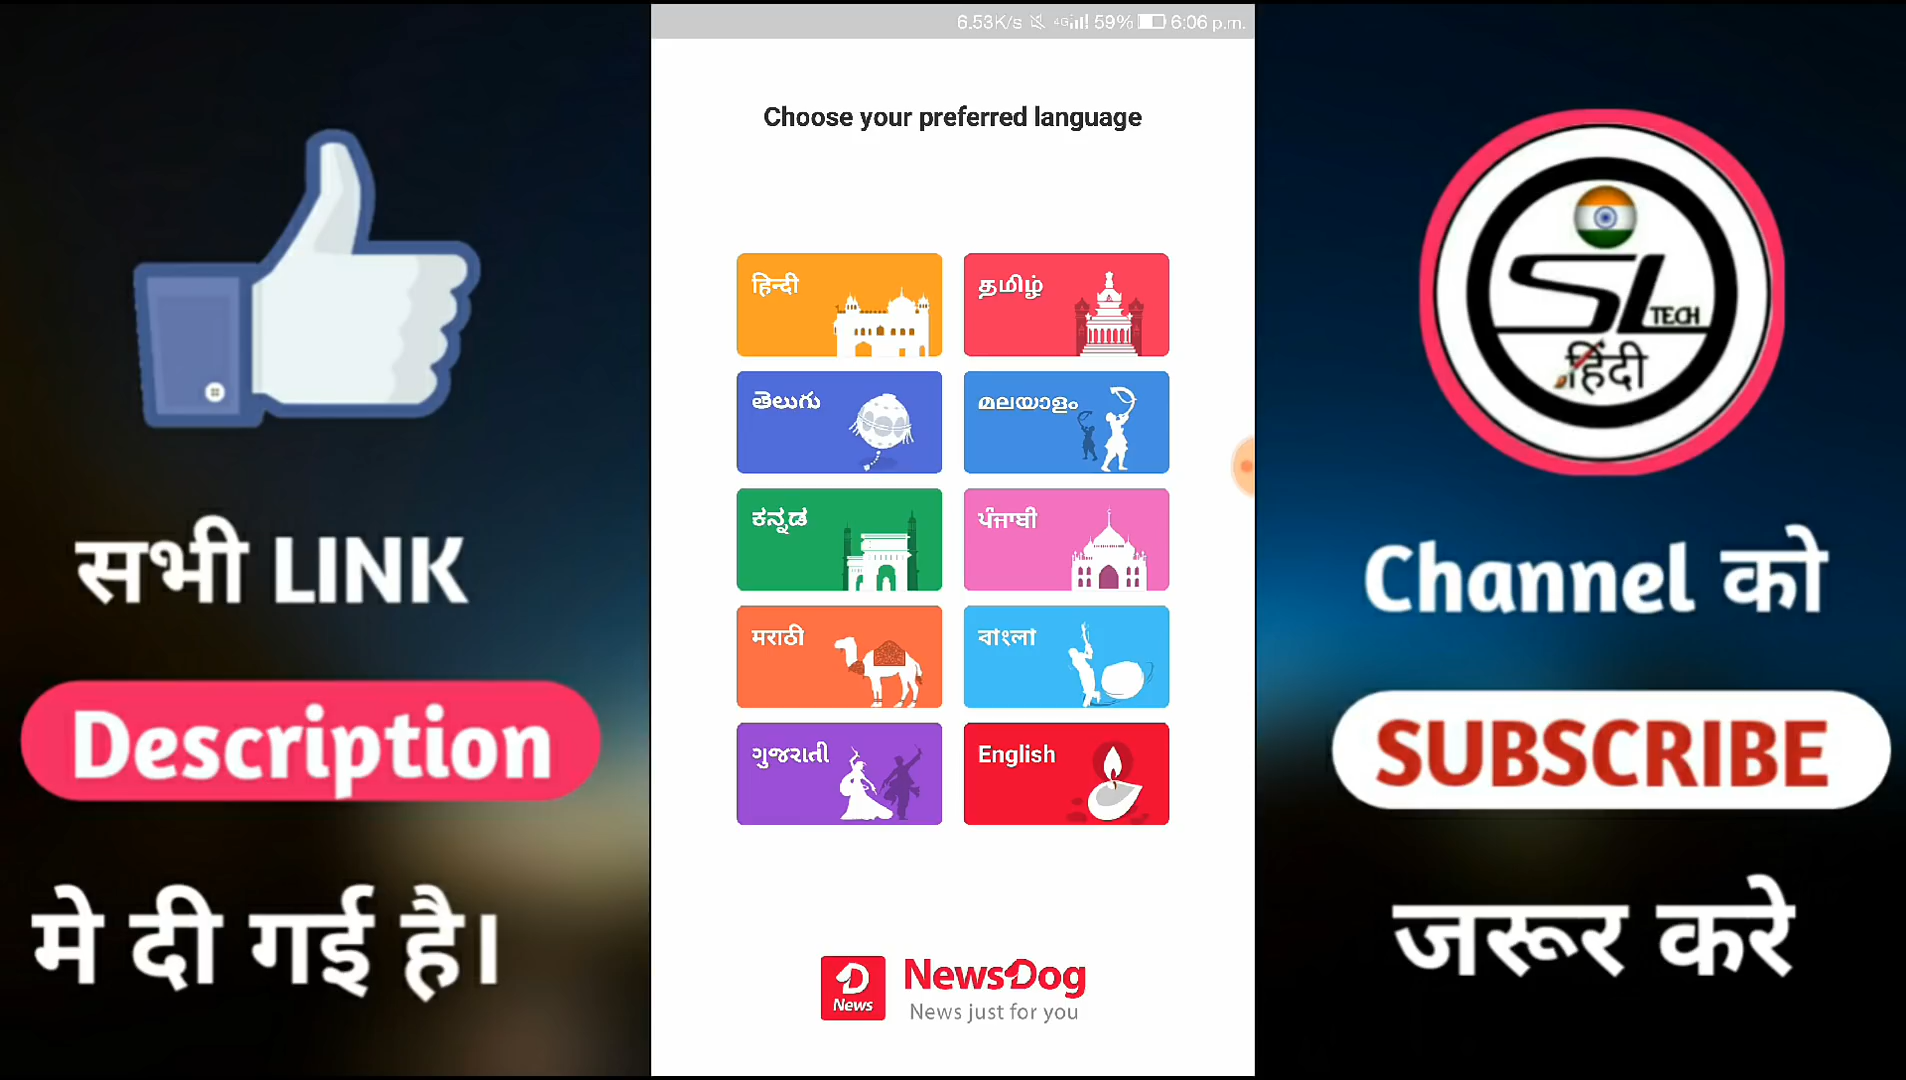 सभी LINK
Description
मे दी गई है।
6.53K/s 4G 59% 6:06 p.m.
Choose your preferred language
हिन्दी
தமிழ்
తెలుగు
മലയാളം
ಕನ್ನಡ
ਪੰਜਾਬੀ
मराठी
বাংলা
ગુજરાતી
English
News
NewsDog
News just for you
SL TECH
हिंदी
Channel को
SUBSCRIBE
जरूर करे